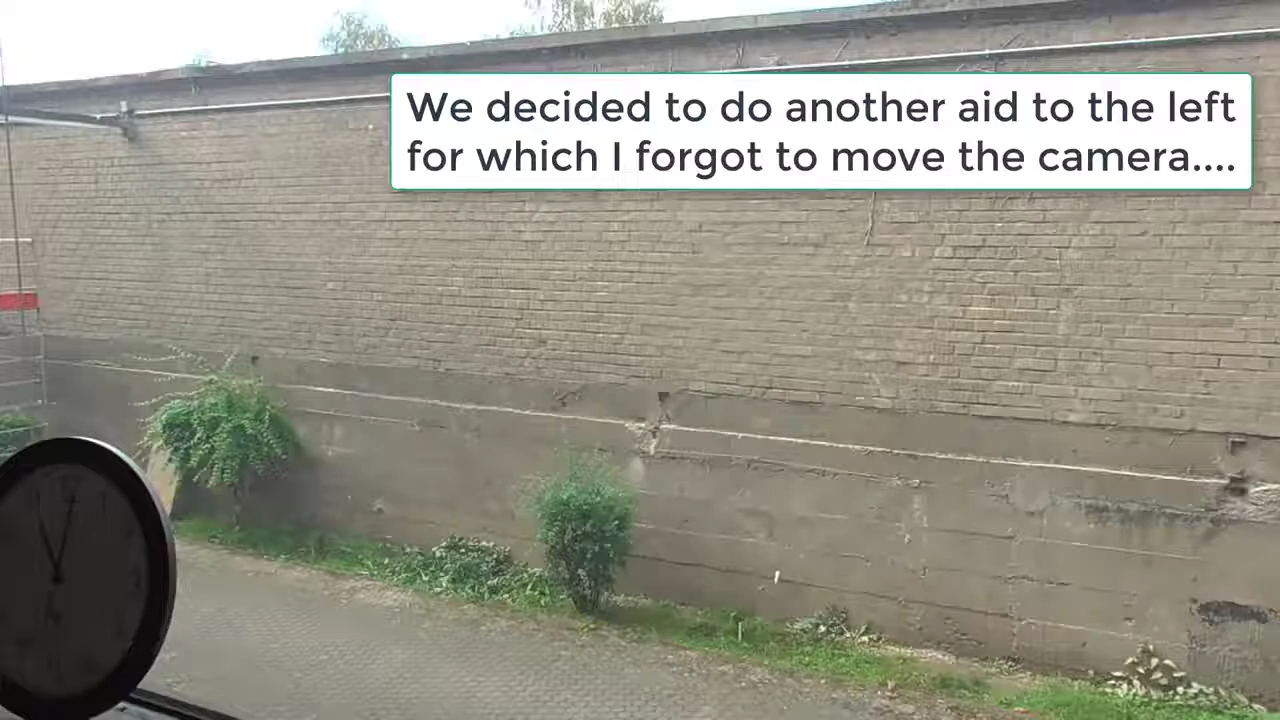 We decided to do another aid to the left
for which I forgot to move the camera....